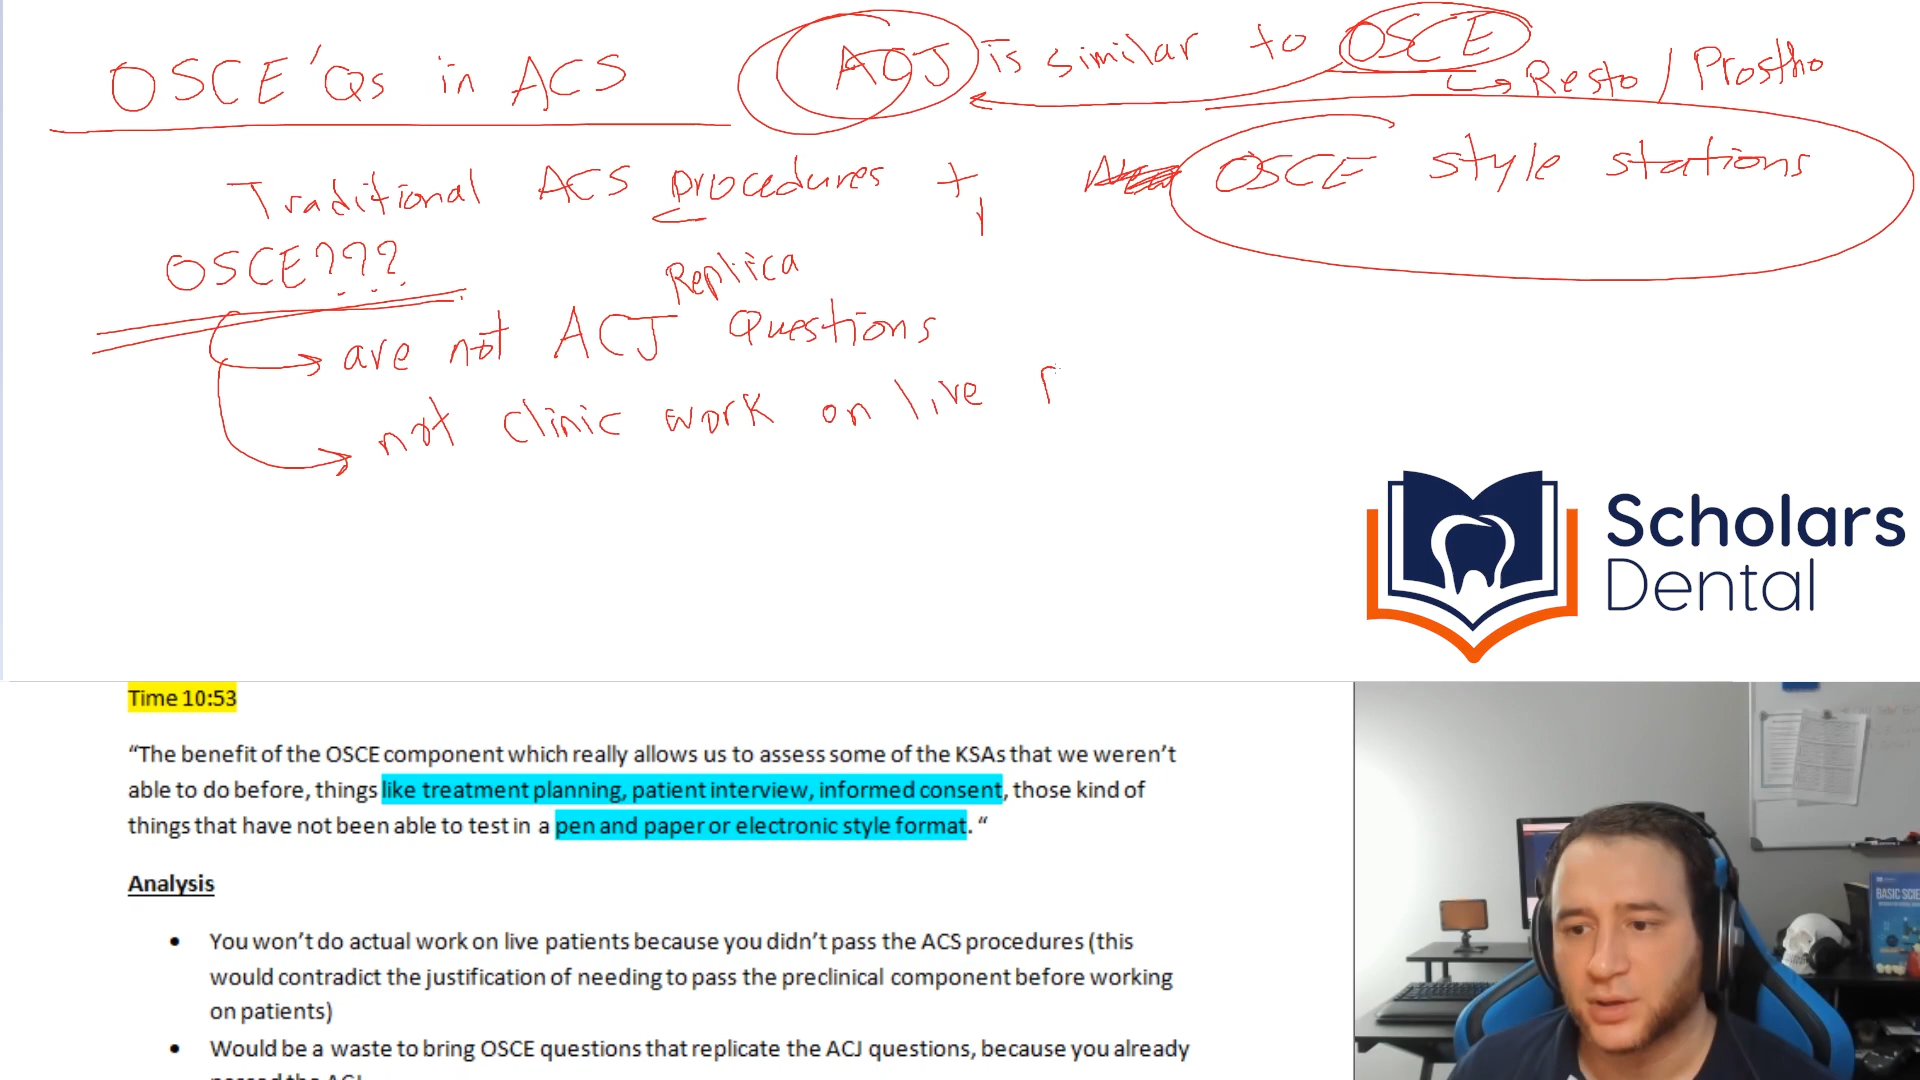 OSCE'Qs in ACS
ACJ is similar to OSCE
Resto / Prostho
Traditional ACS procedures +
OSCE style stations
OSCE???
Replica
are not ACJ Questions
not clinic work on live
Scholars
Dental
Time 10:53
“The benefit of the OSCE component which really allows us to assess some of the KSAs that we weren’t
able to do before, things like treatment planning, patient interview, informed consent, those kind of
things that have not been able to test in a pen and paper or electronic style format. “
Analysis
• You won’t do actual work on live patients because you didn’t pass the ACS procedures (this
would contradict the justification of needing to pass the preclinical component before working
on patients)
• Would be a waste to bring OSCE questions that replicate the ACJ questions, because you already
BASIC SCIE